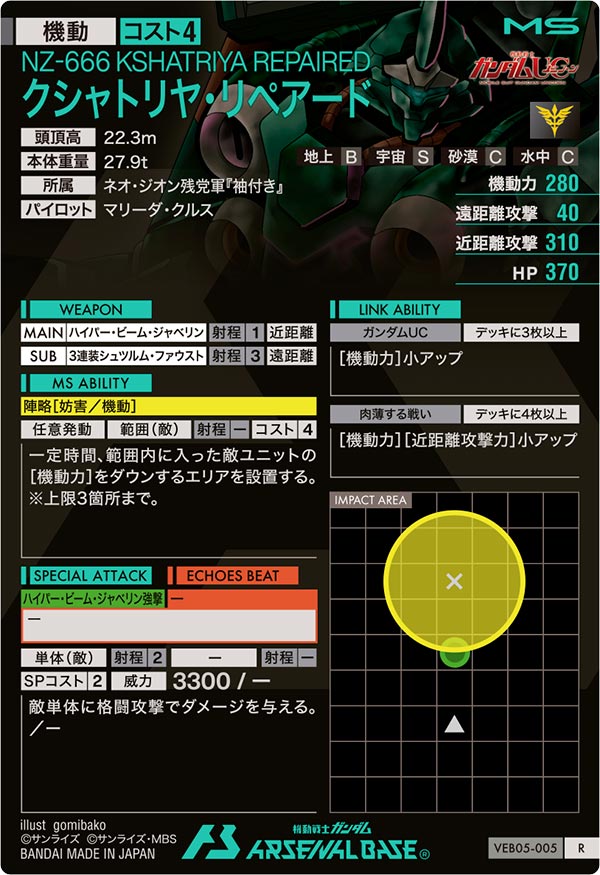 機動 コスト4 MS
NZ-666 KSHATRIYA REPAIRED
クシャトリヤ・リペアード
機動戦士ガンダムUC
頭頂高 22.3m
本体重量 27.9t
所属 ネオ・ジオン残党軍『袖付き』
パイロット マリーダ・クルス
地上 B 宇宙 S 砂漠 C 水中 C
機動力 280
遠距離攻撃 40
近距離攻撃 310
HP 370
WEAPON
MAIN ハイパー・ビーム・ジャベリン 射程 1 近距離
SUB 3連装シュツルム・ファウスト 射程 3 遠距離
MS ABILITY
陣略[妨害/機動]
任意発動 範囲(敵) 射程 ー コスト 4
一定時間、範囲内に入った敵ユニットの
[機動力]をダウンするエリアを設置する。
※上限3箇所まで。
SPECIAL ATTACK ECHOES BEAT
ハイパー・ビーム・ジャベリン強撃 ー
ー
単体(敵) 射程 2 ー 射程 ー
SPコスト 2 威力 3300 / ー
敵単体に格闘攻撃でダメージを与える。
/ー
LINK ABILITY
ガンダムUC デッキに3枚以上
[機動力]小アップ
肉薄する戦い デッキに4枚以上
[機動力][近距離攻撃力]小アップ
IMPACT AREA
illust gomibako
©サンライズ ©サンライズ・MBS
BANDAI MADE IN JAPAN
機動戦士ガンダム
AB ARSENAL BASE®
VEB05-005 R